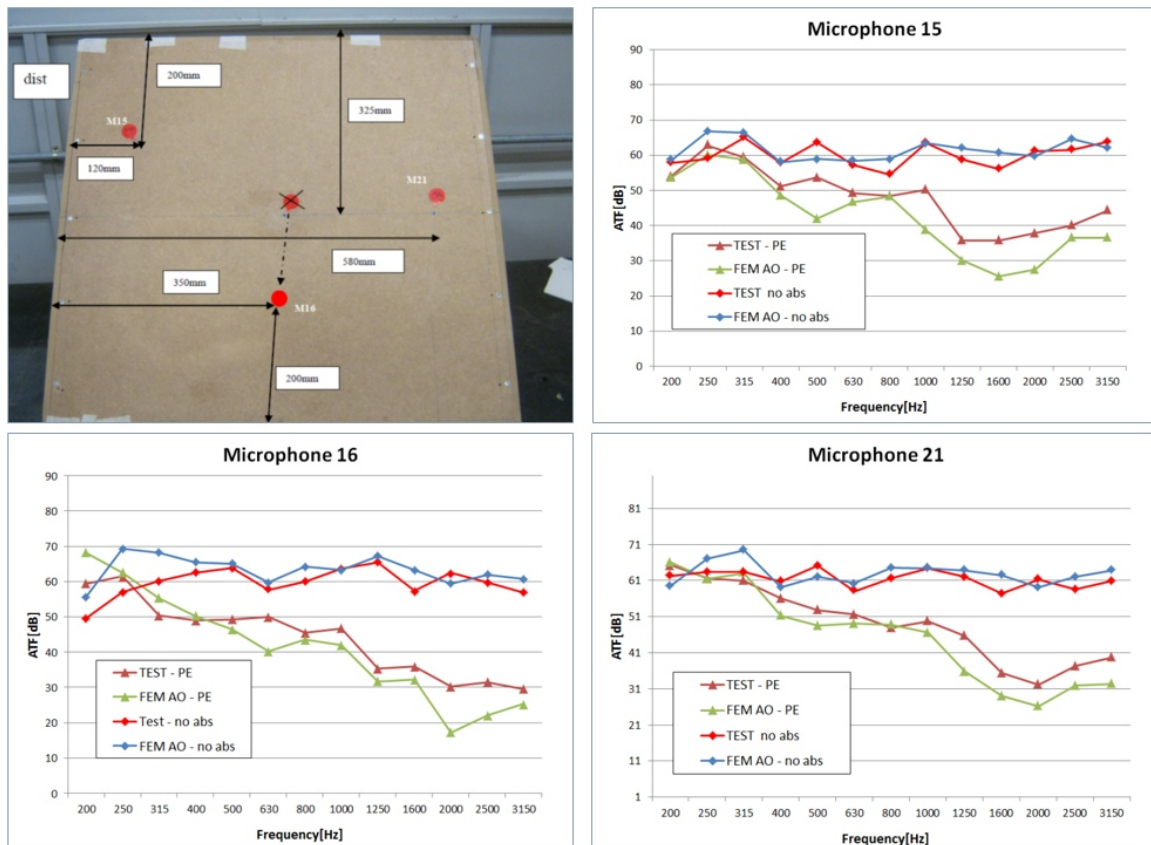 dist
200mm
325mm
M15
120mm
M21
580mm
350mm
M16
200mm
Microphone 15
90
80
70
60
50
40
30
20
10
0
ATF[dB]
TEST - PE
FEM AO - PE
TEST no abs
FEM AO - no abs
200 250 315 400 500 630 800 1000 1250 1600 2000 2500 3150
Frequency[Hz]
Microphone 16
90
80
70
60
50
40
30
20
10
0
ATF[dB]
TEST - PE
FEM AO - PE
Test - no abs
FEM AO - no abs
200 250 315 400 500 630 800 1000 1250 1600 2000 2500 3150
Frequency[Hz]
Microphone 21
81
71
61
51
41
31
21
11
1
ATF[dB]
TEST - PE
FEM AO - PE
TEST no abs
FEM AO - no abs
200 250 315 400 500 630 800 1000 1250 1600 2000 2500 3150
Frequency[Hz]